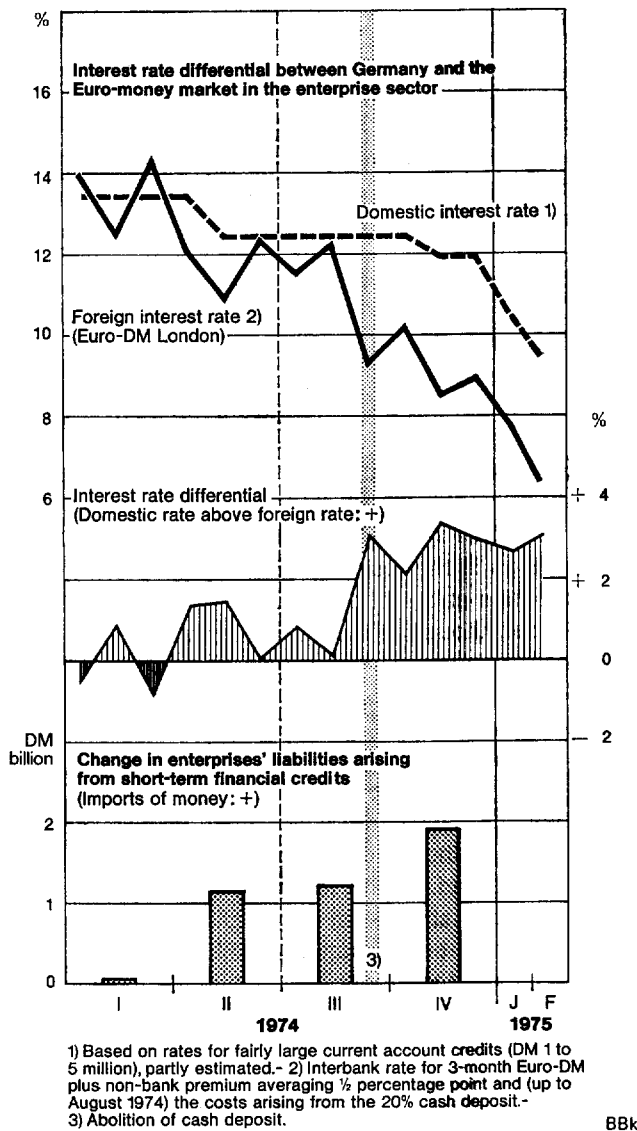 %
Interest rate differential between Germany and the
Euro-money market in the enterprise sector
16
14
Domestic interest rate 1)
12
Foreign interest rate 2)
(Euro-DM London)
10
8
%
6
Interest rate differential
(Domestic rate above foreign rate: +)
+ 4
+ 2
0
DM
billion
— 2
Change in enterprises' liabilities arising
from short-term financial credits
(Imports of money: +)
2
1
3)
0
I II III IV J F
1974 1975
1) Based on rates for fairly large current account credits (DM 1 to
5 million), partly estimated.- 2) Interbank rate for 3-month Euro-DM
plus non-bank premium averaging ½ percentage point and (up to
August 1974) the costs arising from the 20% cash deposit.-
3) Abolition of cash deposit.
BBk